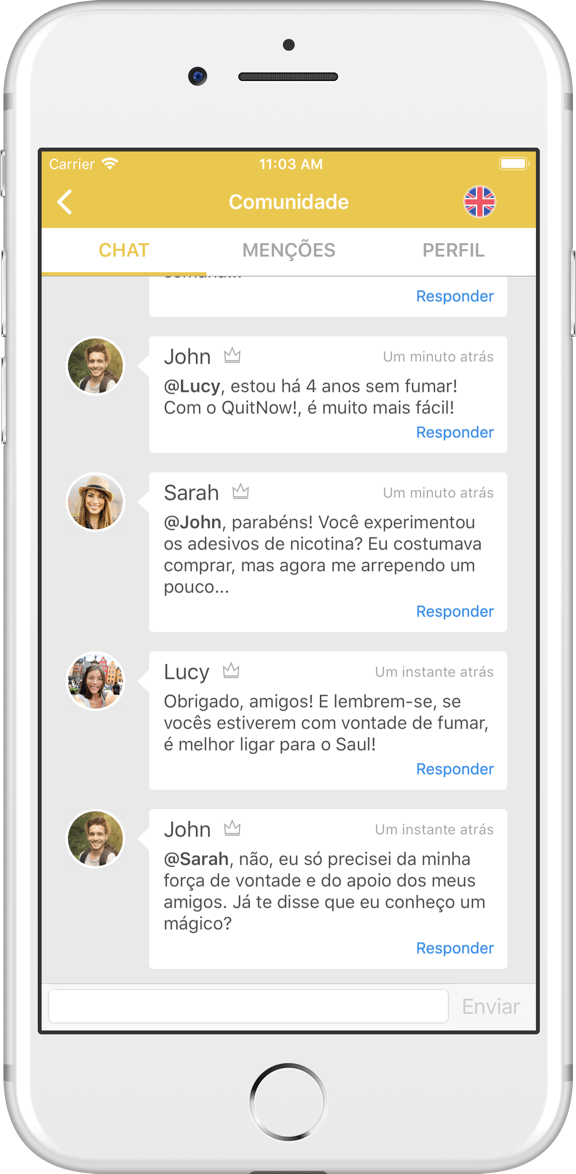 Carrier
11:03 AM
Comunidade
CHAT
MENÇÕES
PERFIL
Responder
John
Um minuto atrás
@Lucy, estou há 4 anos sem fumar!
Com o QuitNow!, é muito mais fácil!
Responder
Sarah
Um minuto atrás
@John, parabéns! Você experimentou
os adesivos de nicotina? Eu costumava
comprar, mas agora me arrependo um
pouco...
Responder
Lucy
Um instante atrás
Obrigado, amigos! E lembrem-se, se
vocês estiverem com vontade de fumar,
é melhor ligar para o Saul!
Responder
John
Um instante atrás
@Sarah, não, eu só precisei da minha
força de vontade e do apoio dos meus
amigos. Já te disse que eu conheço um
mágico?
Responder
Enviar